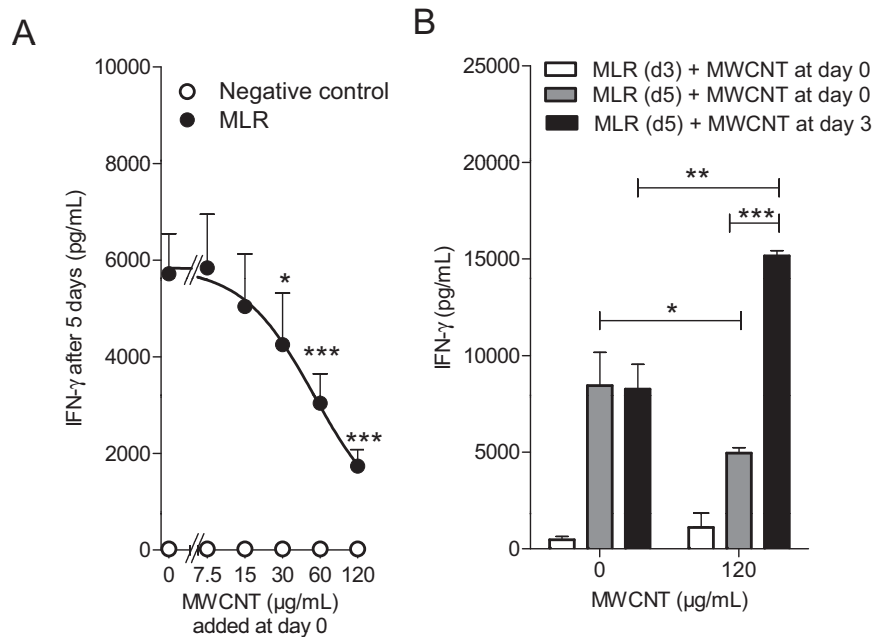 A
10000
8000
6000
4000
2000
0
IFN-γ after 5 days (pg/mL)
Negative control
MLR
*
***
***
0 7.5 15 30 60 120
MWCNT (µg/mL)
added at day 0
B
25000
20000
15000
10000
5000
0
IFN-γ (pg/mL)
MLR (d3) + MWCNT at day 0
MLR (d5) + MWCNT at day 0
MLR (d5) + MWCNT at day 3
**
***
*
0 120
MWCNT (µg/mL)